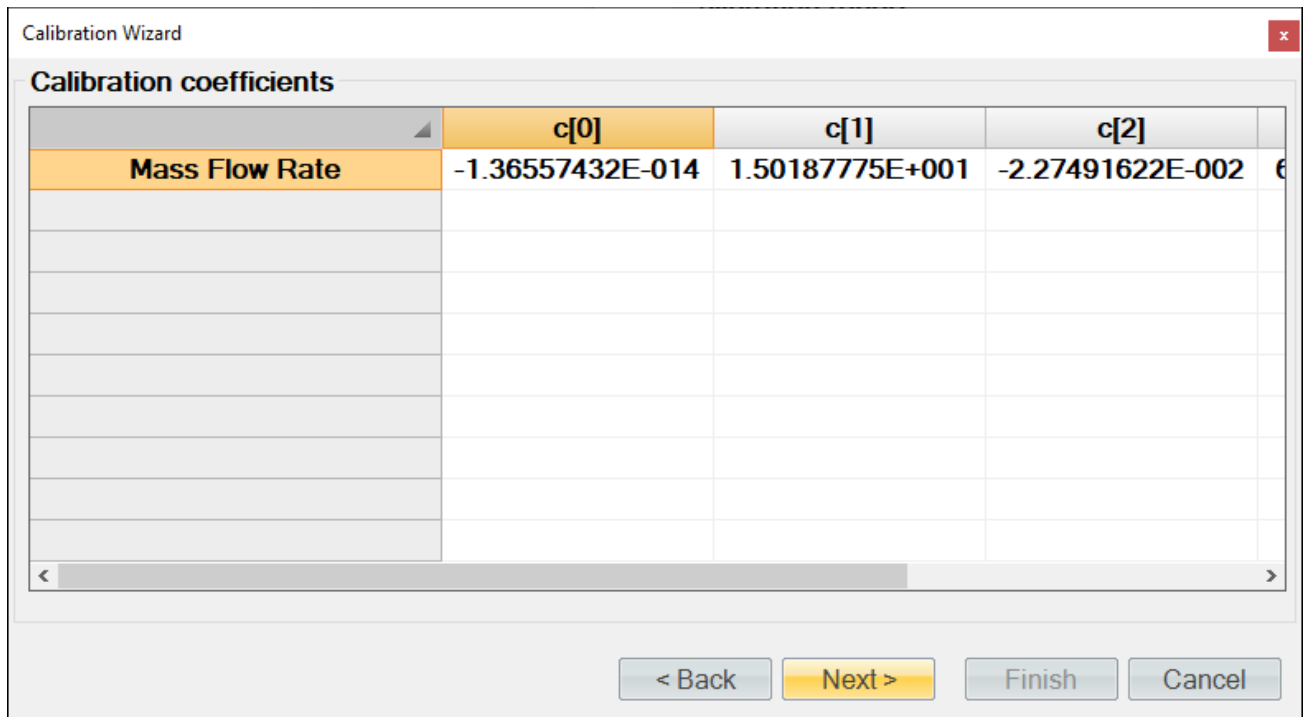 Calibration Wizard
x
Calibration coefficients
c[0] c[1] c[2]
Mass Flow Rate -1.36557432E-014 1.50187775E+001 -2.27491622E-002
< Back Next > Finish Cancel